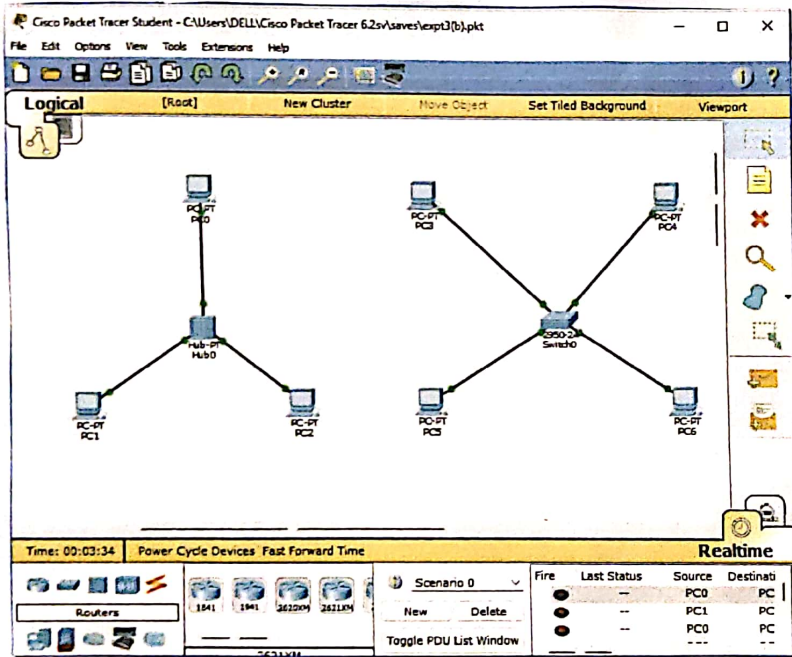 Cisco Packet Tracer Student - C:\Users\DELL\Cisco Packet Tracer 6.2sv\saves\expt3(b).pkt
File Edit Options View Tools Extensions Help
Logical [Root] New Cluster Move Object Set Tiled Background Viewport
PC-PT
PC0
PC-PT
PC3
PC-PT
PC4
Hub-PT
Hub0
2950-2
Switch0
PC-PT
PC1
PC-PT
PC2
PC-PT
PC5
PC-PT
PC6
Time: 00:03:34 Power Cycle Devices Fast Forward Time Realtime
Routers
1841 1941 2620XM 2621XM
2621XM
Scenario 0
New Delete
Toggle PDU List Window
Fire Last Status Source Destinati
-- PC0 PC
-- PC1 PC
-- PC0 PC